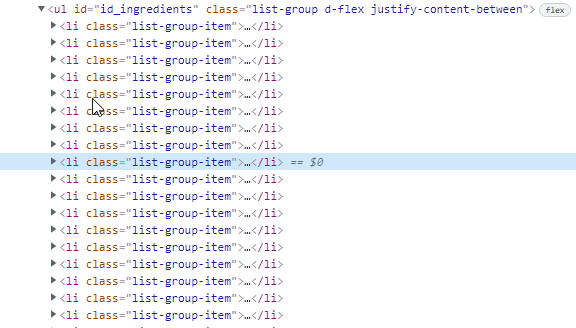 ▼<ul id="id_ingredients" class="list-group d-flex justify-content-between"> flex
▶<li class="list-group-item">…</li>
▶<li class="list-group-item">…</li>
▶<li class="list-group-item">…</li>
▶<li class="list-group-item">…</li>
▶<li class="list-group-item">…</li>
▶<li class="list-group-item">…</li>
▶<li class="list-group-item">…</li>
▶<li class="list-group-item">…</li>
▶<li class="list-group-item">…</li> == $0
▶<li class="list-group-item">…</li>
▶<li class="list-group-item">…</li>
▶<li class="list-group-item">…</li>
▶<li class="list-group-item">…</li>
▶<li class="list-group-item">…</li>
▶<li class="list-group-item">…</li>
▶<li class="list-group-item">…</li>
▶<li class="list-group-item">…</li>
▶<li class="list-group-item">…</li>